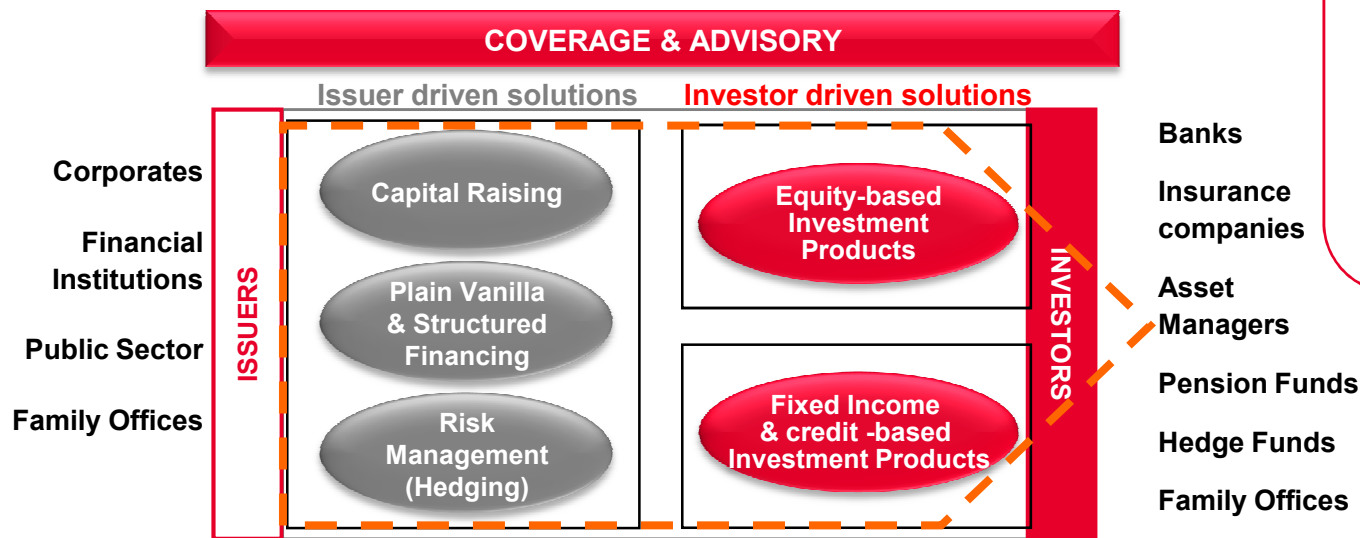 COVERAGE & ADVISORY
Issuer driven solutions
Investor driven solutions
Corporates
Financial
Institutions
Public Sector
Family Offices
ISSUERS
Capital Raising
Plain Vanilla
& Structured
Financing
Risk
Management
(Hedging)
Equity-based
Investment
Products
Fixed Income
& credit -based
Investment Products
INVESTORS
Banks
Insurance
companies
Asset
Managers
Pension Funds
Hedge Funds
Family Offices